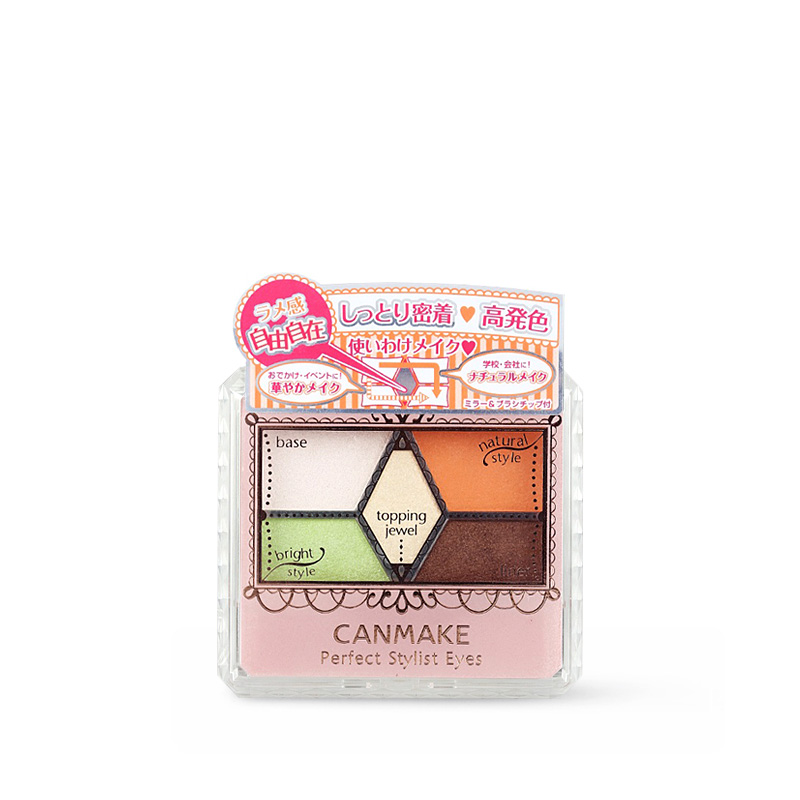 ラメ感
自由自在
しっとり密着♥高発色
使いわけメイク♥
おでかけ・イベントに!
華やかメイク
学校・会社に!
ナチュラルメイク
ミラー&ブラシチップ付
base
natural
style
topping
jewel
bright
style
liner
CANMAKE
Perfect Stylist Eyes